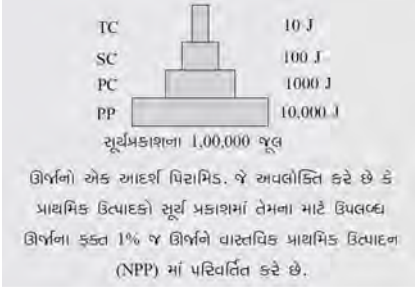 TC 10 J
SC 100 J
PC 1000 J
PP 10,000 J
સૂર્યપ્રકાશના 1,00,000 જૂલ
ઊર્જાનો એક આદર્શ પિરામિડ. જે અવલોકિત કરે છે કે
પ્રાથમિક ઉત્પાદકો સૂર્ય પ્રકાશમાં તેમના માટે ઉપલબ્ધ
ઊર્જાના ફક્ત 1% જ ઊર્જાને વાસ્તવિક પ્રાથમિક ઉત્પાદન
(NPP) માં પરિવર્તિત કરે છે.